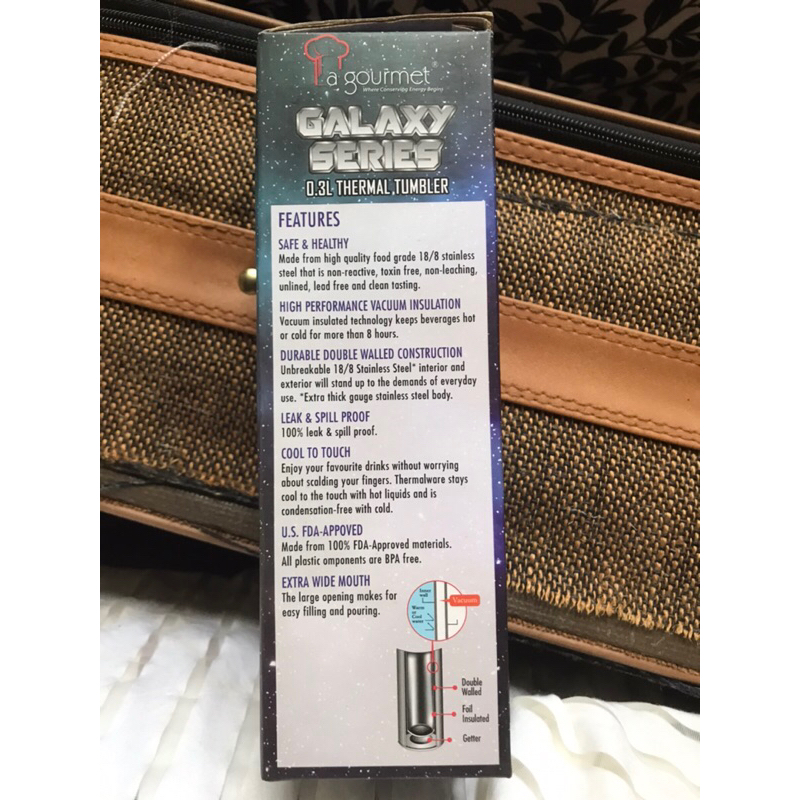 a gourmet®
Where Conserving Energy Begins
GALAXY
SERIES
0.3L THERMAL TUMBLER
FEATURES
SAFE & HEALTHY
Made from high quality food grade 18/8 stainless
steel that is non-reactive, toxin free, non-leaching,
unlined, lead free and clean tasting.
HIGH PERFORMANCE VACUUM INSULATION
Vacuum insulated technology keeps beverages hot
or cold for more than 8 hours.
DURABLE DOUBLE WALLED CONSTRUCTION
Unbreakable 18/8 Stainless Steel* interior and
exterior will stand up to the demands of everyday
use. *Extra thick gauge stainless steel body.
LEAK & SPILL PROOF
100% leak & spill proof.
COOL TO TOUCH
Enjoy your favourite drinks without worrying
about scalding your fingers. Thermalware stays
cool to the touch with hot liquids and is
condensation-free with cold.
U.S. FDA-APPOVED
Made from 100% FDA-Approved materials.
All plastic omponents are BPA free.
EXTRA WIDE MOUTH
The large opening makes for
easy filling and pouring.
Inner
wall
Vacuum
Warm
or
Cool
water
Double
Walled
Foil
Insulated
Getter